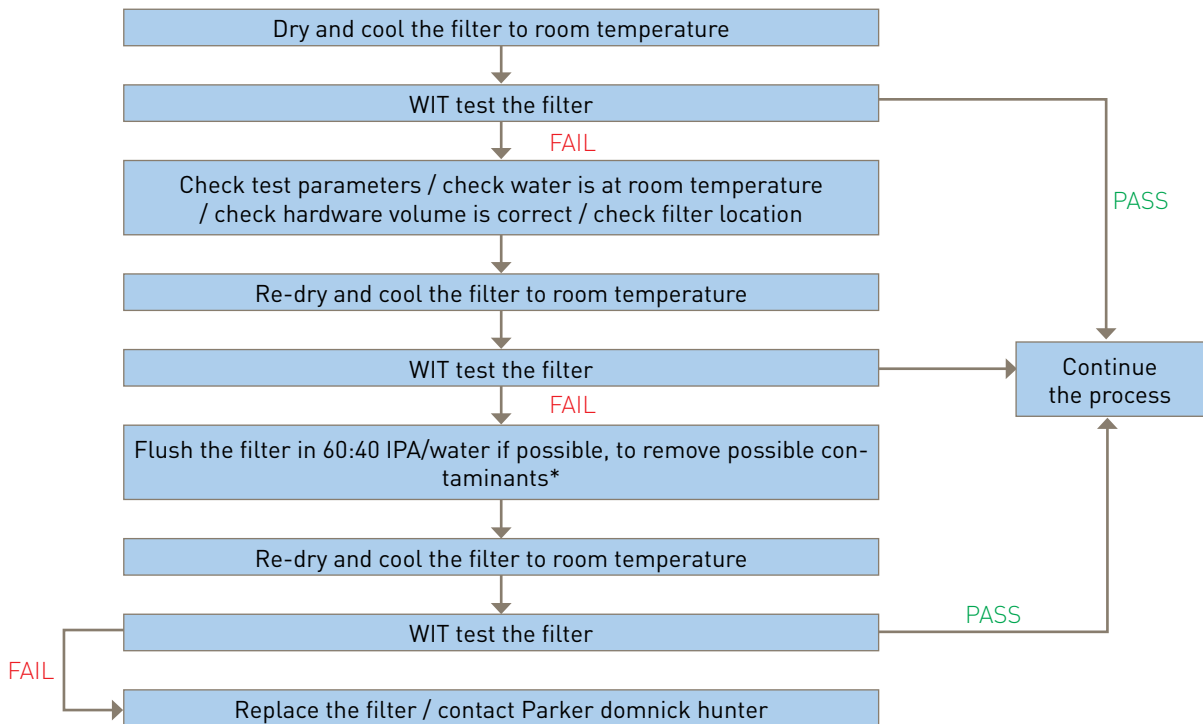 Dry and cool the filter to room temperature
WIT test the filter
FAIL
Check test parameters / check water is at room temperature
/ check hardware volume is correct / check filter location
PASS
Re-dry and cool the filter to room temperature
WIT test the filter
Continue
the process
FAIL
Flush the filter in 60:40 IPA/water if possible, to remove possible con-
taminants*
Re-dry and cool the filter to room temperature
WIT test the filter
PASS
FAIL
Replace the filter / contact Parker domnick hunter